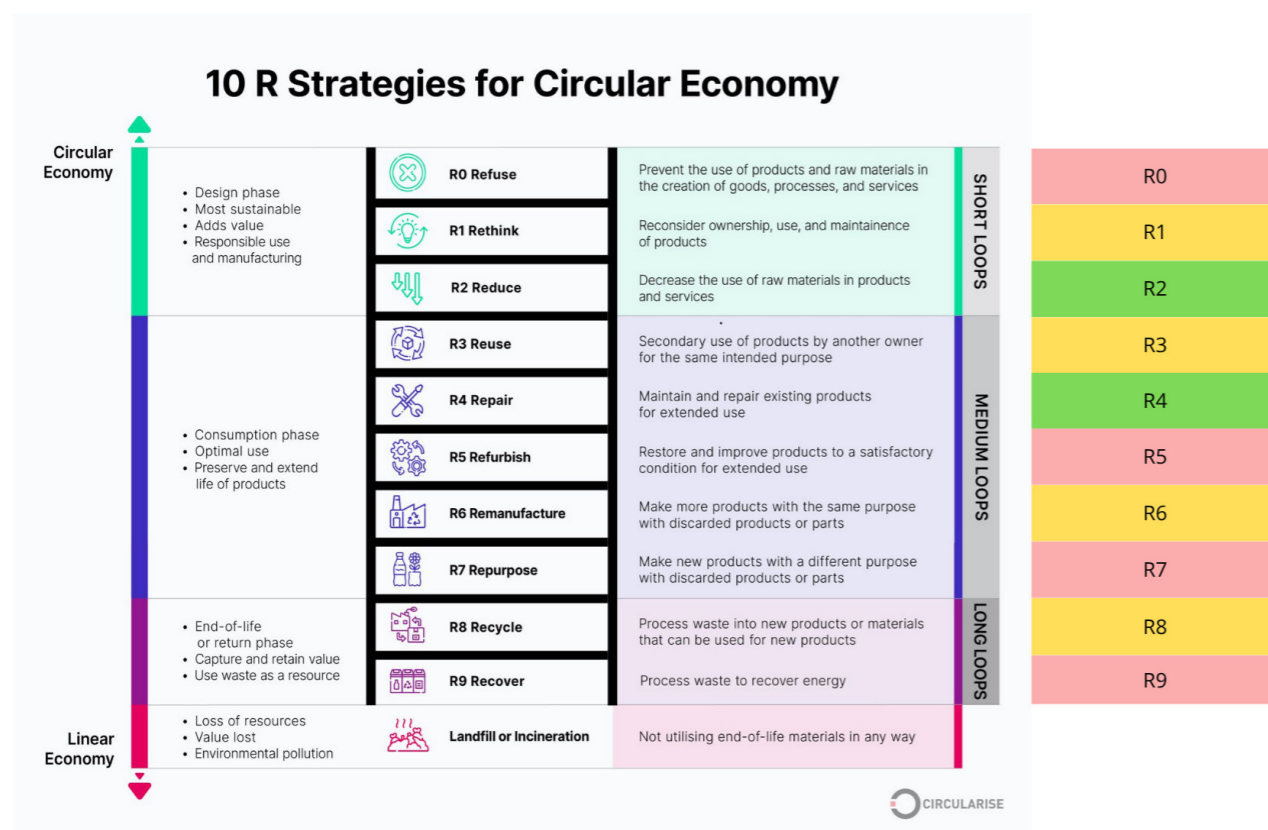 10 R Strategies for Circular Economy
Circular
Economy
• Design phase
• Most sustainable
• Adds value
• Responsible use
and manufacturing
R0 Refuse
Prevent the use of products and raw materials in
the creation of goods, processes, and services
R1 Rethink
Reconsider ownership, use, and maintainence
of products
R2 Reduce
Decrease the use of raw materials in products
and services
SHORT LOOPS
• Consumption phase
• Optimal use
• Preserve and extend
life of products
R3 Reuse
Secondary use of products by another owner
for the same intended purpose
R4 Repair
Maintain and repair existing products
for extended use
R5 Refurbish
Restore and improve products to a satisfactory
condition for extended use
R6 Remanufacture
Make more products with the same purpose
with discarded products or parts
R7 Repurpose
Make new products with a different purpose
with discarded products or parts
MEDIUM LOOPS
• End-of-life
or return phase
• Capture and retain value
• Use waste as a resource
R8 Recycle
Process waste into new products or materials
that can be used for new products
R9 Recover
Process waste to recover energy
LONG LOOPS
Linear
Economy
• Loss of resources
• Value lost
• Environmental pollution
Landfill or Incineration
Not utilising end-of-life materials in any way
CIRCULARISE
R0
R1
R2
R3
R4
R5
R6
R7
R8
R9